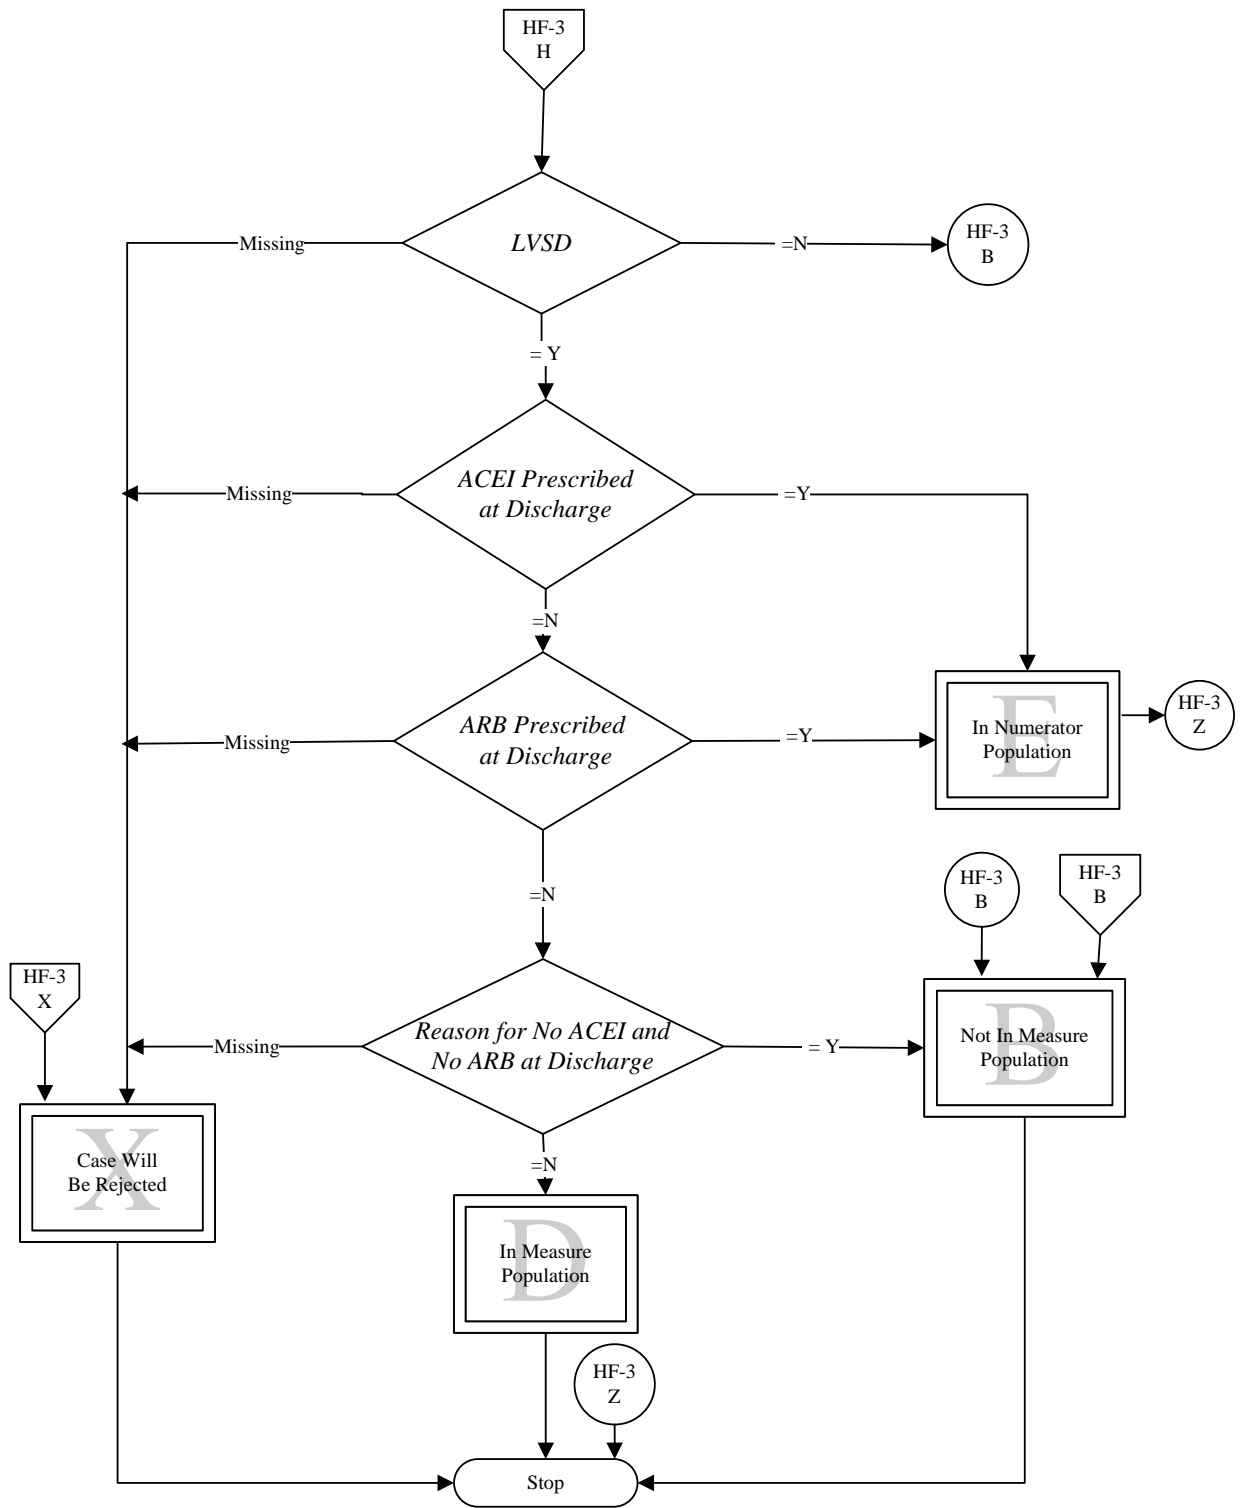 HF-3
H
Missing
LVSD
=N
HF-3
B
= Y
Missing
ACEI Prescribed
at Discharge
=Y
=N
Missing
ARB Prescribed
at Discharge
=Y
E
In Numerator
Population
HF-3
Z
=N
HF-3
B
HF-3
B
HF-3
X
Missing
Reason for No ACEI and
No ARB at Discharge
= Y
B
Not In Measure
Population
X
Case Will
Be Rejected
=N
D
In Measure
Population
HF-3
Z
Stop